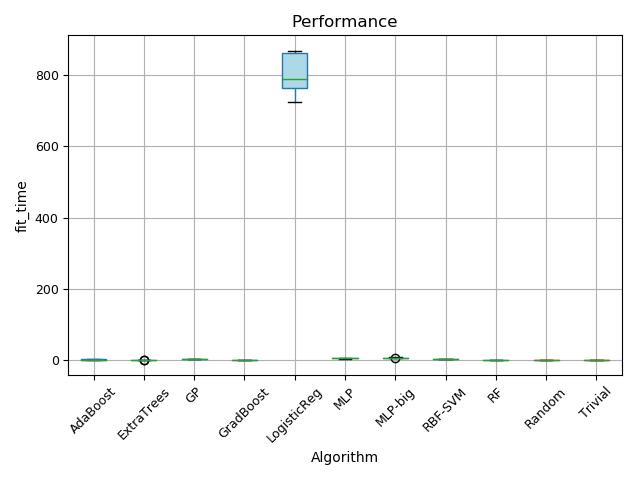 Performance
800
600
400
200
0
fit_time
AdaBoost
ExtraTrees
GP
GradBoost
LogisticReg
MLP
MLP-big
RBF-SVM
RF
Random
Trivial
Algorithm